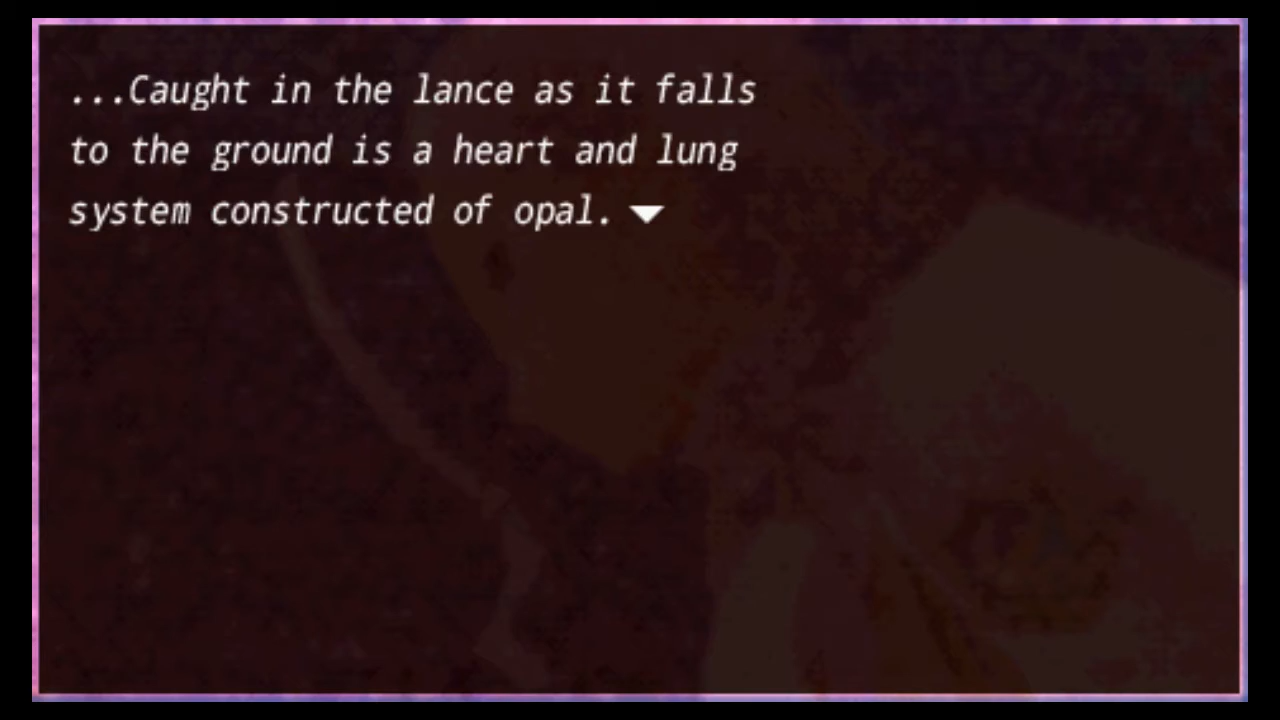 ...Caught in the lance as it falls
to the ground is a heart and lung
system constructed of opal.